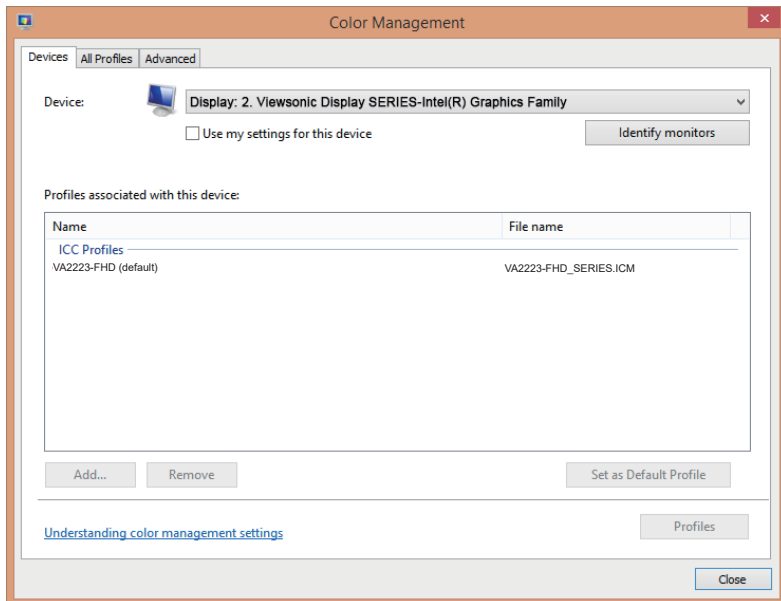 Color Management
Devices All Profiles Advanced
Device: Display: 2. Viewsonic Display SERIES-Intel(R) Graphics Family
Use my settings for this device Identify monitors
Profiles associated with this device:
Name File name
ICC Profiles
VA2223-FHD (default) VA2223-FHD_SERIES.ICM
Add... Remove Set as Default Profile
Understanding color management settings Profiles
Close